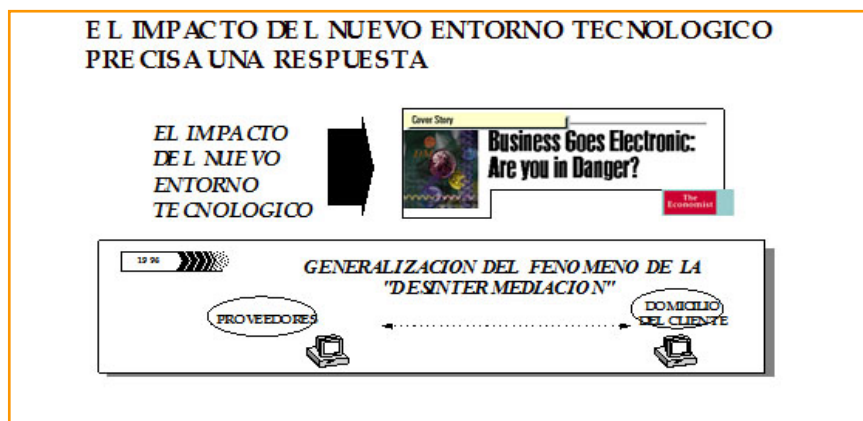 EL IMPACTO DEL NUEVO ENTORNO TECNOLOGICO
PRECISA UNA RESPUESTA
EL IMPACTO
DEL NUEVO
ENTORNO
TECNOLOGICO
Cover Story
Business Goes Electronic:
Are you in Danger?
The
Economist
1996
GENERALIZACION DEL FENOMENO DE LA
"DESINTERMEDIACION"
PROVEEDORES
DOMICILIO
DEL CLIENTE